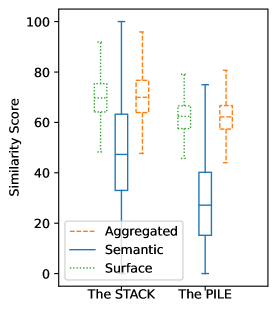 Similarity Score
100
80
60
40
20
0
Aggregated
Semantic
Surface
The STACK
The PILE